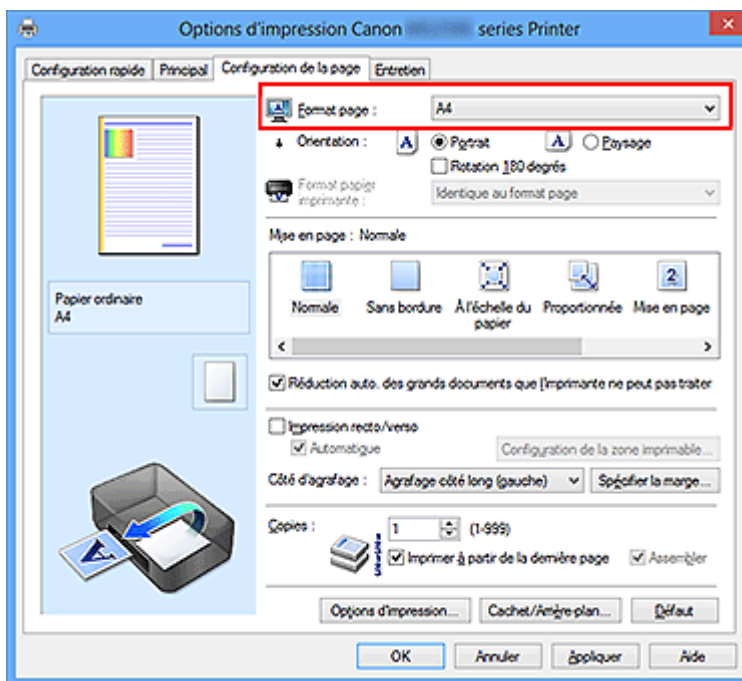 Options d'impression Canon series Printer
Configuration rapide Principal Configuration de la page Entretien
Format page : A4
Orientation : A Portrait A Paysage
Rotation 180 degrés
Format papier
imprimante : Identique au format page
Mise en page : Normale
2
Normale Sans bordure À l'échelle du
papier Proportionnée Mise en page
Papier ordinaire
A4
Réduction auto. des grands documents que l'imprimante ne peut pas traiter
Impression recto/verso
Automatique Configuration de la zone imprimable...
Côté d'agrafage : Agrafage côté long (gauche) Spécifier la marge...
Copies : 1 (1-999)
Imprimer à partir de la dernière page Assembler
A
Options d'impression... Cachet/Arrière-plan... Défaut
OK Annuler Appliquer Aide